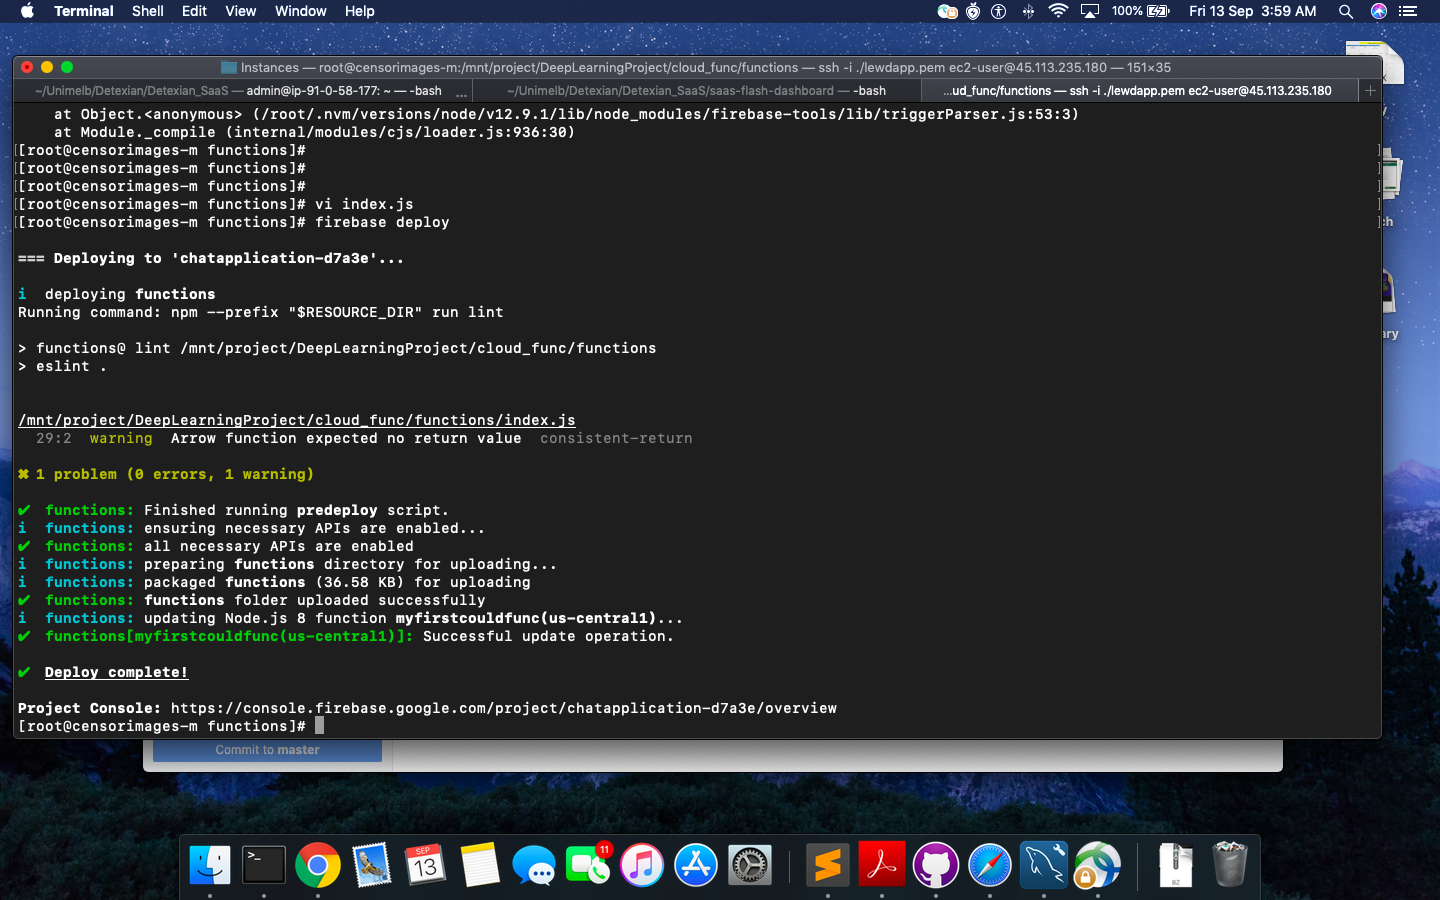 Terminal Shell Edit View Window Help 100% Fri 13 Sep 3:59 AM
Instances — root@censorimages-m:/mnt/project/DeepLearningProject/cloud_func/functions — ssh -i ./lewdapp.pem ec2-user@45.113.235.180 — 151×35
~/Unimelb/Detexian/Detexian_SaaS — admin@ip-91-0-58-177: ~ — -bash ... ~/Unimelb/Detexian/Detexian_SaaS/saas-flash-dashboard — -bash ...ud_func/functions — ssh -i ./lewdapp.pem ec2-user@45.113.235.180 +
at Object.<anonymous> (/root/.nvm/versions/node/v12.9.1/lib/node_modules/firebase-tools/lib/triggerParser.js:53:3)
at Module._compile (internal/modules/cjs/loader.js:936:30)
[[root@censorimages-m functions]# ]
[[root@censorimages-m functions]# ]
[[root@censorimages-m functions]# ]
[[root@censorimages-m functions]# vi index.js ]
[[root@censorimages-m functions]# firebase deploy ]
=== Deploying to 'chatapplication-d7a3e'...
i deploying functions
Running command: npm --prefix "$RESOURCE_DIR" run lint
> functions@ lint /mnt/project/DeepLearningProject/cloud_func/functions
> eslint .
/mnt/project/DeepLearningProject/cloud_func/functions/index.js
29:2 warning Arrow function expected no return value consistent-return
✖ 1 problem (0 errors, 1 warning)
✔ functions: Finished running predeploy script.
i functions: ensuring necessary APIs are enabled...
✔ functions: all necessary APIs are enabled
i functions: preparing functions directory for uploading...
i functions: packaged functions (36.58 KB) for uploading
✔ functions: functions folder uploaded successfully
i functions: updating Node.js 8 function myfirstcouldfunc(us-central1)...
✔ functions[myfirstcouldfunc(us-central1)]: Successful update operation.
✔ Deploy complete!
Project Console: https://console.firebase.google.com/project/chatapplication-d7a3e/overview
[root@censorimages-m functions]#
ch
ary
Commit to master
SEP
13
11
BZ